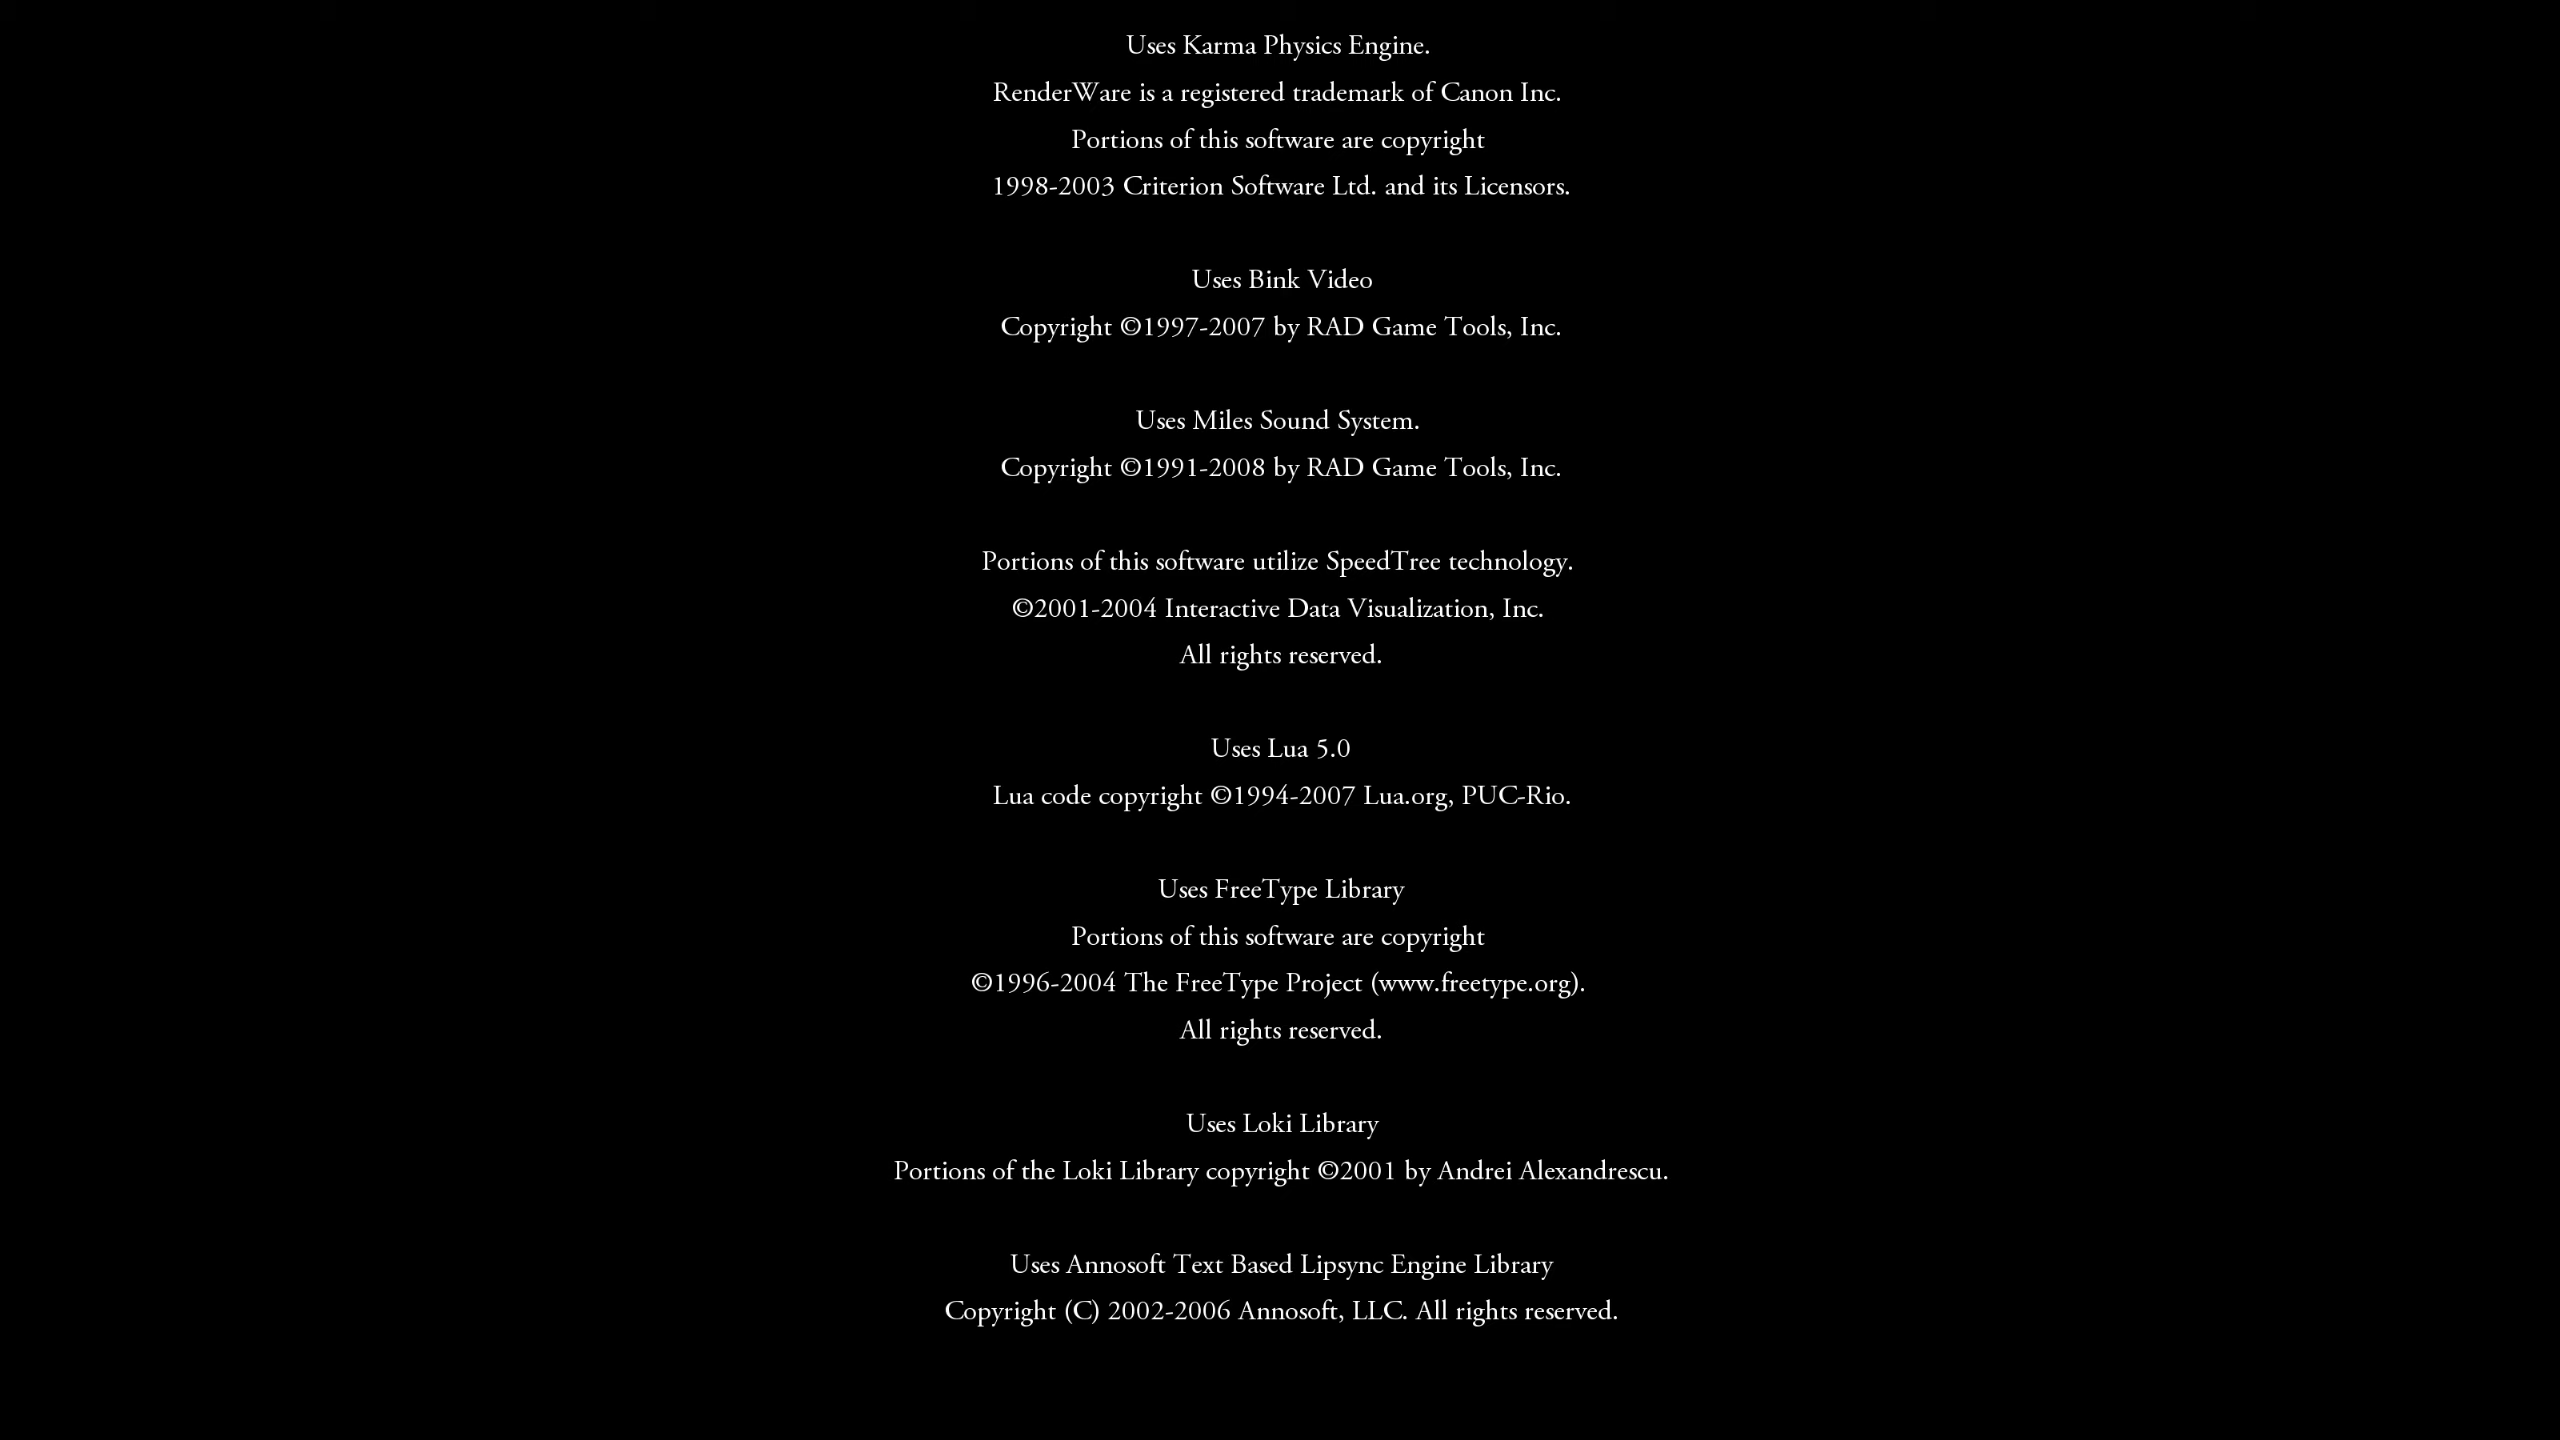 Uses Karma Physics Engine.
RenderWare is a registered trademark of Canon Inc.
Portions of this software are copyright
1998-2003 Criterion Software Ltd. and its Licensors.
Uses Bink Video
Copyright ©1997-2007 by RAD Game Tools, Inc.
Uses Miles Sound System.
Copyright ©1991-2008 by RAD Game Tools, Inc.
Portions of this software utilize SpeedTree technology.
©2001-2004 Interactive Data Visualization, Inc.
All rights reserved.
Uses Lua 5.0
Lua code copyright ©1994-2007 Lua.org, PUC-Rio.
Uses FreeType Library
Portions of this software are copyright
©1996-2004 The FreeType Project (www.freetype.org).
All rights reserved.
Uses Loki Library
Portions of the Loki Library copyright ©2001 by Andrei Alexandrescu.
Uses Annosoft Text Based Lipsync Engine Library
Copyright (C) 2002-2006 Annosoft, LLC. All rights reserved.